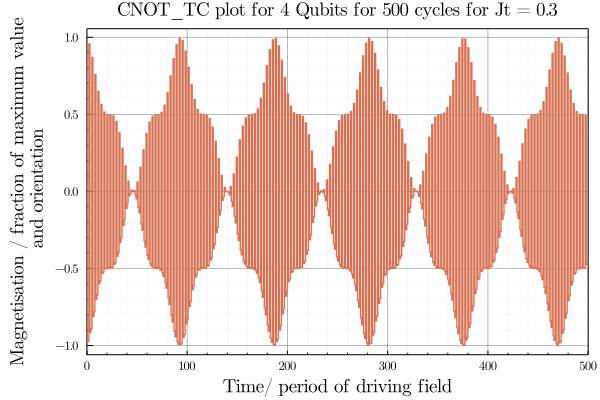 CNOT_TC plot for 4 Qubits for 500 cycles for Jt = 0.3
Magnetisation / fraction of maximum value
and orientation
1.0
0.5
0.0
−0.5
−1.0
0
100
200
300
400
500
Time/ period of driving field